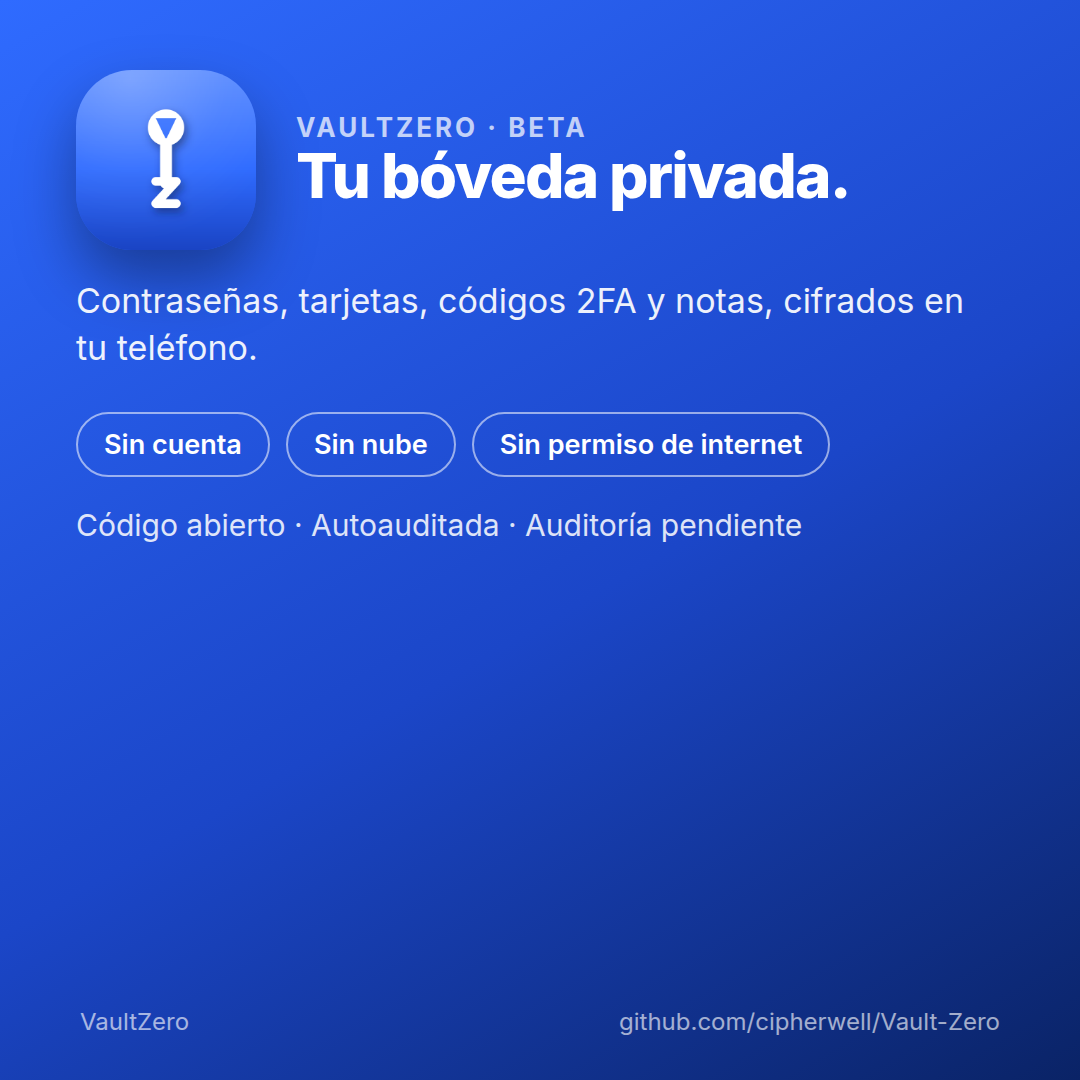 VAULTZERO · BETA
Tu bóveda privada.
Contraseñas, tarjetas, códigos 2FA y notas, cifrados en
tu teléfono.
Sin cuenta
Sin nube
Sin permiso de internet
Código abierto · Autoauditada · Auditoría pendiente
VaultZero
github.com/cipherwell/Vault-Zero